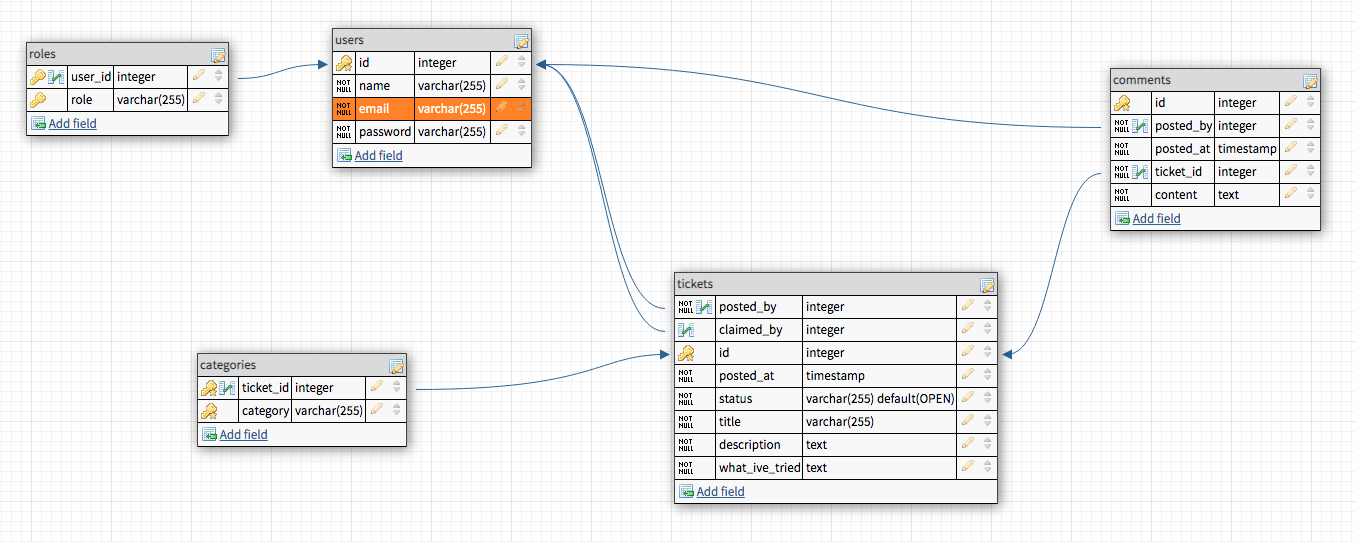 roles
user_id integer
role varchar(255)
Add field
users
id integer
NOT NULL name varchar(255)
NOT NULL email varchar(255)
NOT NULL password varchar(255)
Add field
comments
id integer
NOT NULL posted_by integer
NOT NULL posted_at timestamp
NOT NULL ticket_id integer
NOT NULL content text
Add field
tickets
NOT NULL posted_by integer
claimed_by integer
id integer
NOT NULL posted_at timestamp
NOT NULL status varchar(255) default(OPEN)
NOT NULL title varchar(255)
NOT NULL description text
NOT NULL what_ive_tried text
Add field
categories
ticket_id integer
category varchar(255)
Add field